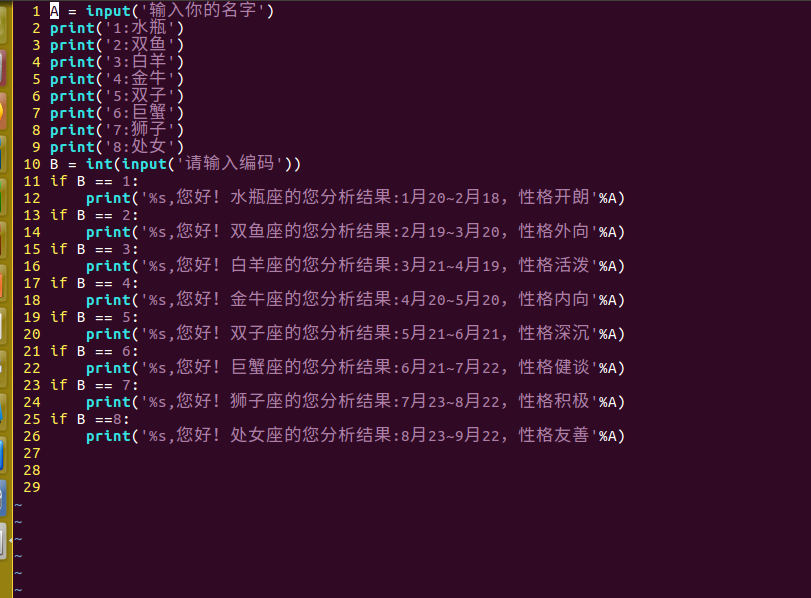 1 A = input('输入你的名字')
2 print('1:水瓶')
3 print('2:双鱼')
4 print('3:白羊')
5 print('4:金牛')
6 print('5:双子')
7 print('6:巨蟹')
8 print('7:狮子')
9 print('8:处女')
10 B = int(input('请输入编码'))
11 if B == 1:
12     print('%s,您好！水瓶座的您分析结果:1月20~2月18，性格开朗'%A)
13 if B == 2:
14     print('%s,您好！双鱼座的您分析结果:2月19~3月20，性格外向'%A)
15 if B == 3:
16     print('%s,您好！白羊座的您分析结果:3月21~4月19，性格活泼'%A)
17 if B == 4:
18     print('%s,您好！金牛座的您分析结果:4月20~5月20，性格内向'%A)
19 if B == 5:
20     print('%s,您好！双子座的您分析结果:5月21~6月21，性格深沉'%A)
21 if B == 6:
22     print('%s,您好！巨蟹座的您分析结果:6月21~7月22，性格健谈'%A)
23 if B == 7:
24     print('%s,您好！狮子座的您分析结果:7月23~8月22，性格积极'%A)
25 if B ==8:
26     print('%s,您好！处女座的您分析结果:8月23~9月22，性格友善'%A)
27
28
29
~
~
~
~
~
~